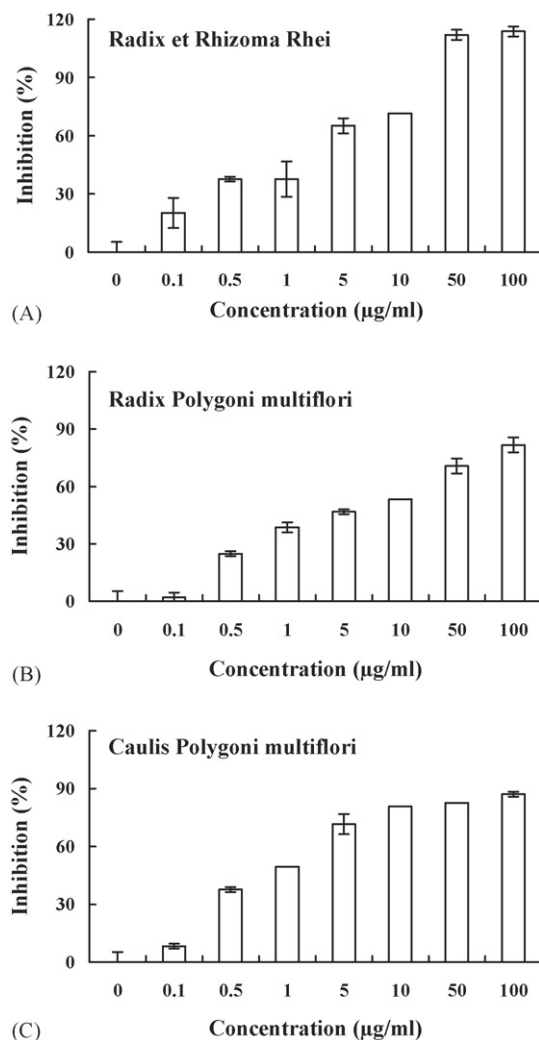 120
Radix et Rhizoma Rhei
90
60
30
0
Inhibition (%)
0 0.1 0.5 1 5 10 50 100
(A) Concentration (μg/ml)
120
Radix Polygoni multiflori
90
60
30
0
Inhibition (%)
0 0.1 0.5 1 5 10 50 100
(B) Concentration (μg/ml)
120
Caulis Polygoni multiflori
90
60
30
0
Inhibition (%)
0 0.1 0.5 1 5 10 50 100
(C) Concentration (μg/ml)